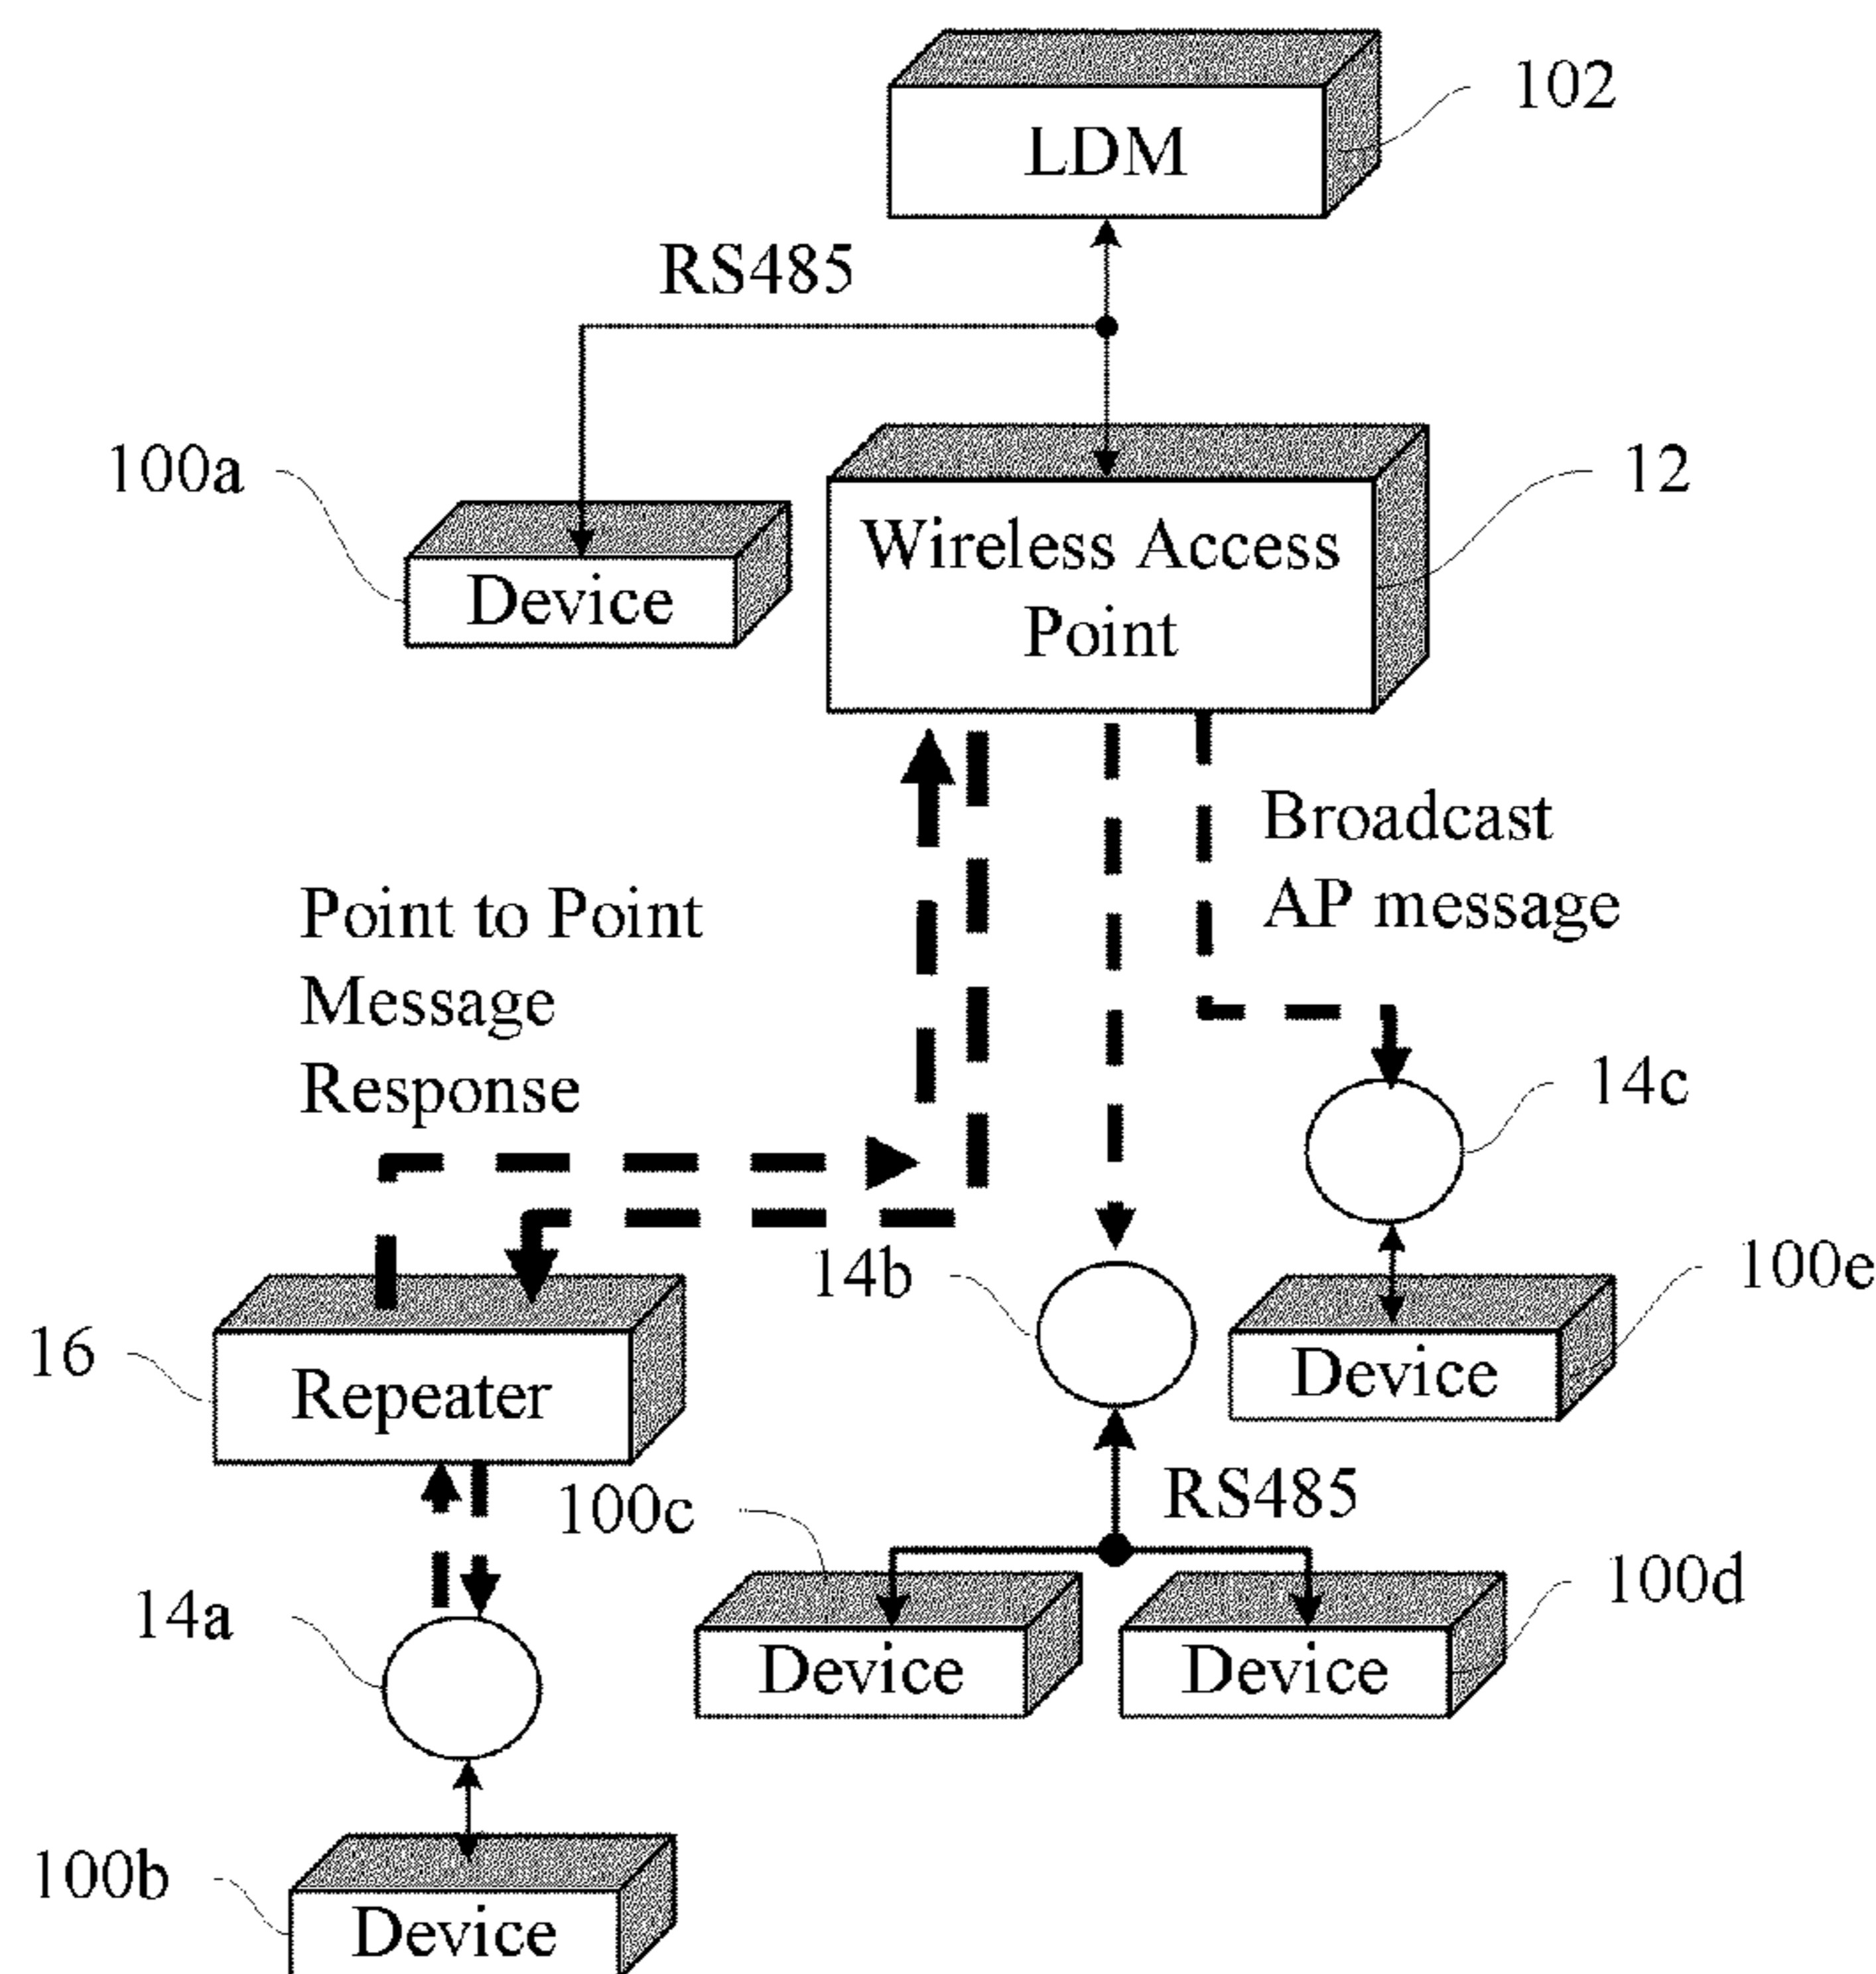 102
LDM
RS485
100a
12
Wireless Access
Point
Device
Broadcast
AP message
Point to Point
Message
Response
14c
14b
100e
16
Device
Repeater
100c
RS485
100d
14a
Device
Device
100b
Device